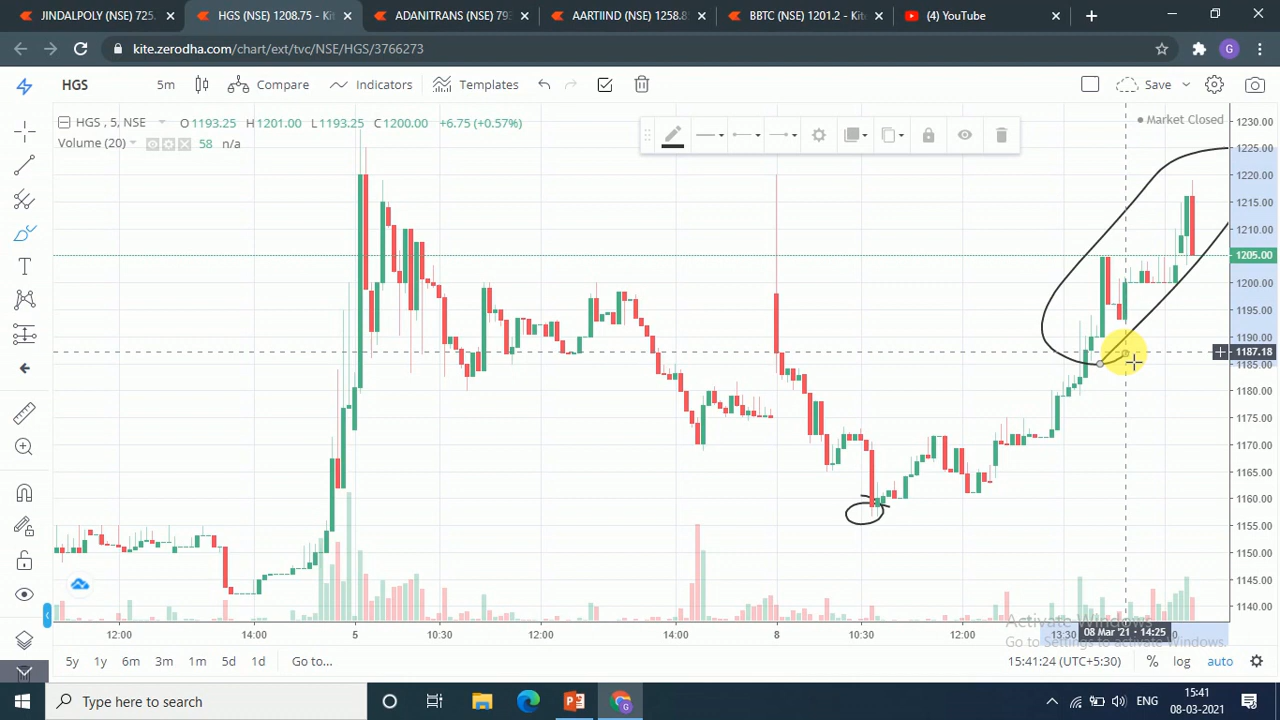 JINDALPOLY (NSE) 725.
HGS (NSE) 1208.75 - Ki
ADANITRANS (NSE) 79
AARTIIND (NSE) 1258.8
BBTC (NSE) 1201.2 - Kite
(4) YouTube
kite.zerodha.com/chart/ext/tvc/NSE/HGS/3766273
G
HGS
5m
Compare
Indicators
Templates
Save
HGS , 5, NSE
O1193.25 H1201.00 L1193.25 C1200.00 +6.75 (+0.57%)
Volume (20)
58 n/a
Market Closed
1230.00
1225.00
1220.00
1215.00
1210.00
1205.00
1200.00
1195.00
1190.00
1187.18
1185.00
1180.00
1175.00
1170.00
1165.00
1160.00
1155.00
1150.00
1145.00
1140.00
Activate Windows
Go to Settings to activate Windows.
12:00 14:00 5 10:30 12:00 14:00 8 10:30 12:00 13:30 08 Mar '21 · 14:25
5y 1y 6m 3m 1m 5d 1d Go to...
15:41:24 (UTC+5:30) % log auto
Type here to search
ENG
15:41
08-03-2021